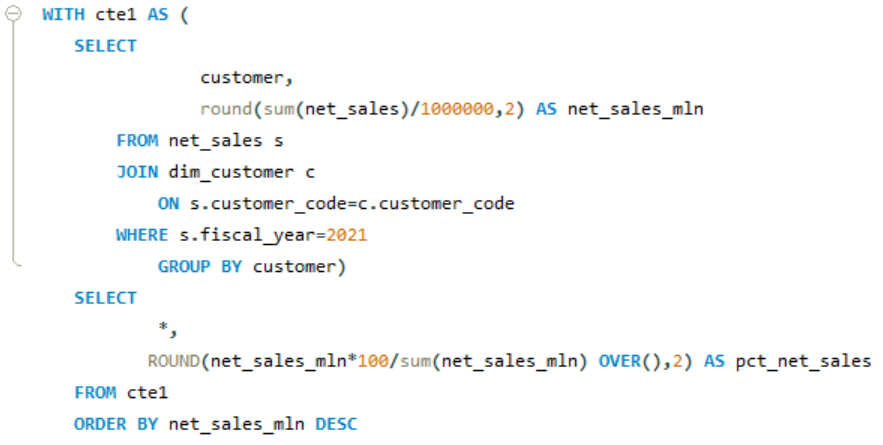 WITH cte1 AS (
SELECT
customer,
round(sum(net_sales)/1000000,2) AS net_sales_mln
FROM net_sales s
JOIN dim_customer c
ON s.customer_code=c.customer_code
WHERE s.fiscal_year=2021
GROUP BY customer)
SELECT
*,
ROUND(net_sales_mln*100/sum(net_sales_mln) OVER(),2) AS pct_net_sales
FROM cte1
ORDER BY net_sales_mln DESC